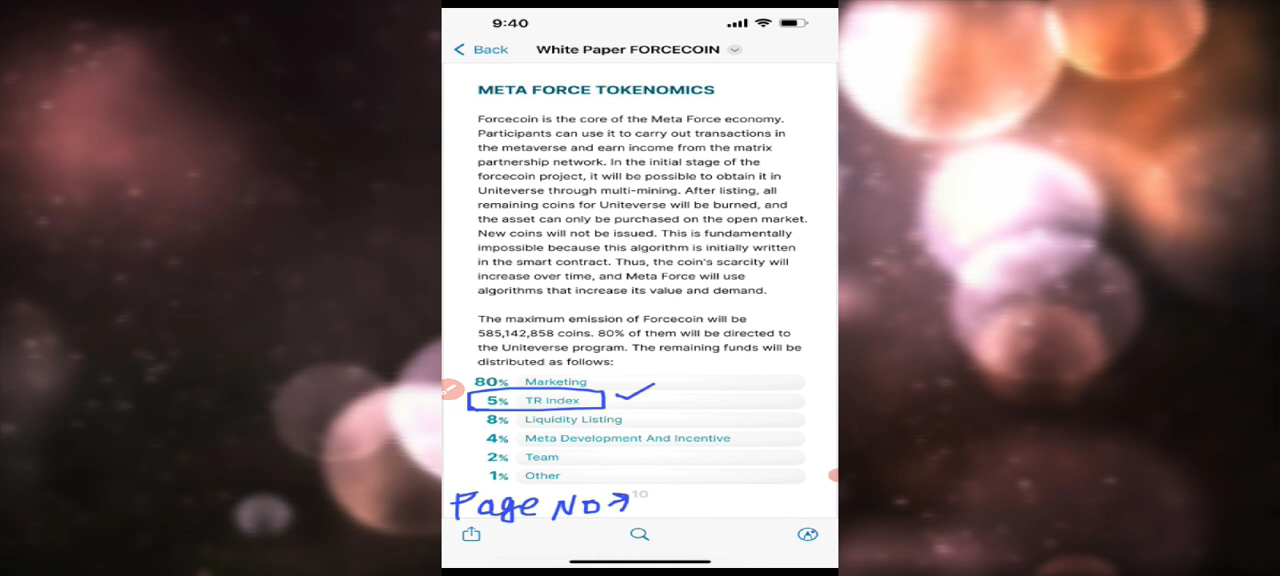 9:40
Back White Paper FORCECOIN
META FORCE TOKENOMICS
Forcecoin is the core of the Meta Force economy.
Participants can use it to carry out transactions in
the metaverse and earn income from the matrix
partnership network. In the initial stage of the
forcecoin project, it will be possible to obtain it in
Uniteverse through multi-mining. After listing, all
remaining coins for Uniteverse will be burned, and
the asset can only be purchased on the open market.
New coins will not be issued. This is fundamentally
impossible because this algorithm is initially written
in the smart contract. Thus, the coin's scarcity will
increase over time, and Meta Force will use
algorithms that increase its value and demand.
The maximum emission of Forcecoin will be
585,142,858 coins. 80% of them will be directed to
the Uniteverse program. The remaining funds will be
distributed as follows:
80% Marketing
5% TR Index
8% Liquidity Listing
4% Meta Development And Incentive
2% Team
1% Other
Page No → 10